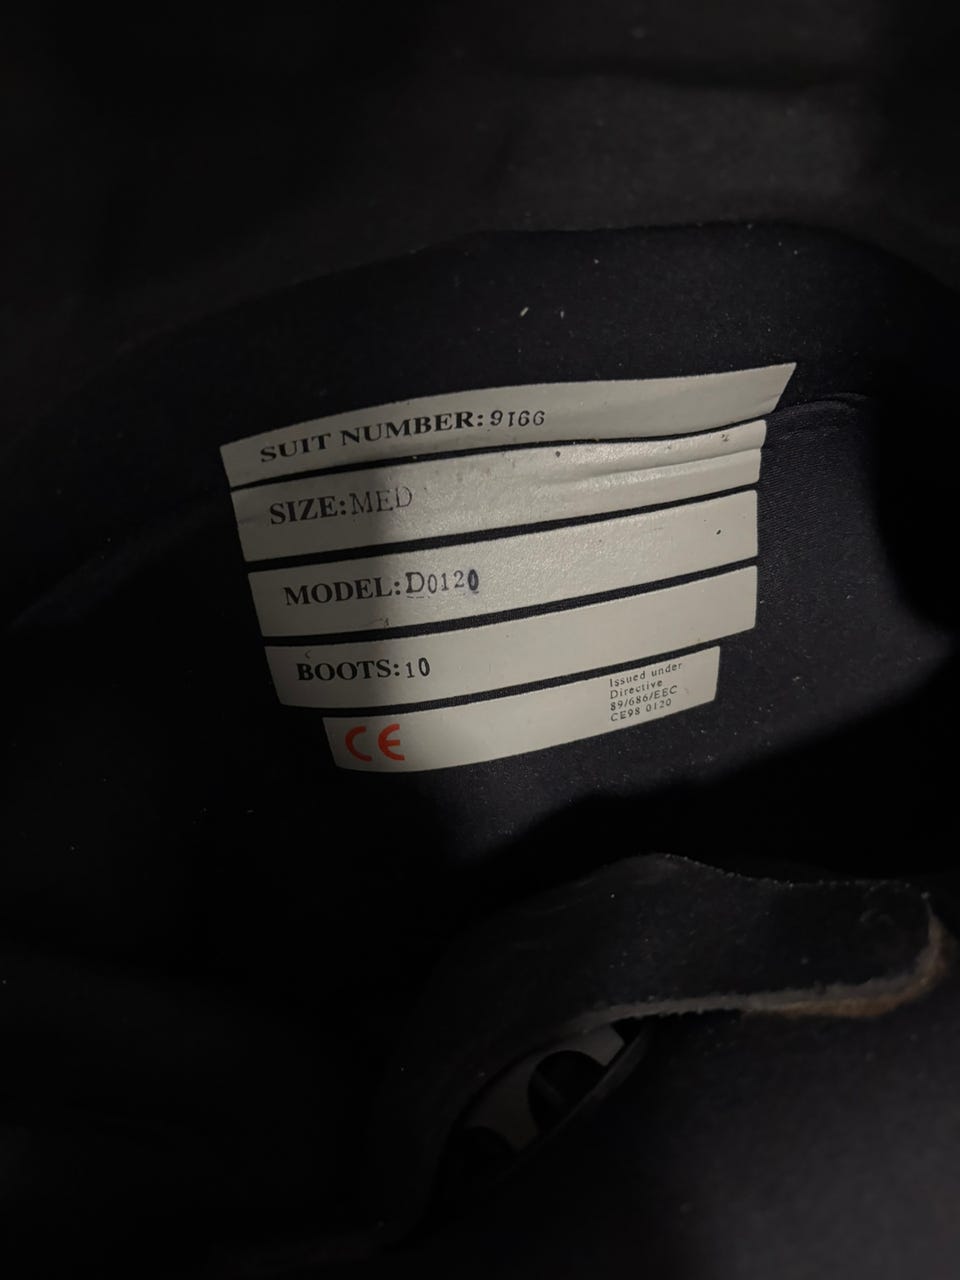 SUIT NUMBER:9166
SIZE:MED
MODEL:D0120
BOOTS:10
CE
Issued under
Directive
89/686/EEC
CE98 0120